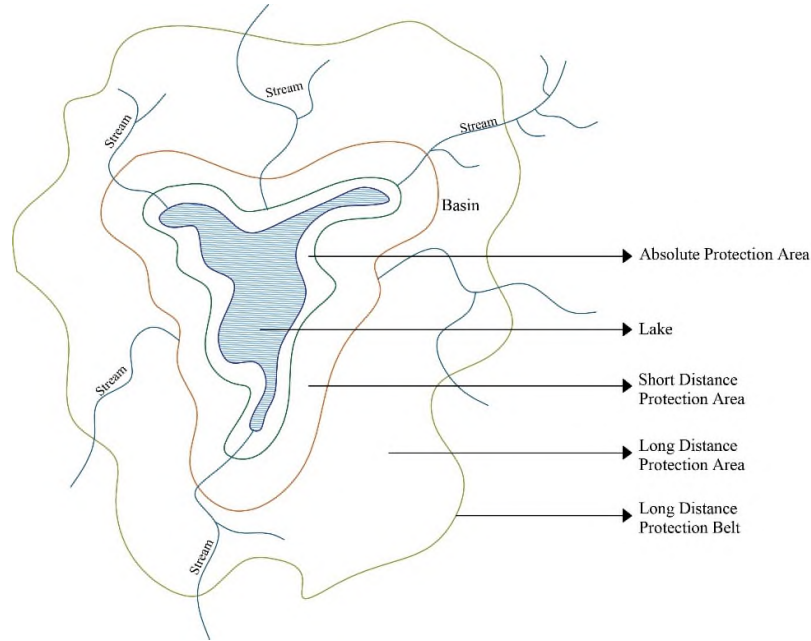 Stream
Stream
Stream
Basin
Absolute Protection Area
Lake
Short Distance
Protection Area
Stream
Long Distance
Protection Area
Long Distance
Protection Belt
Stream